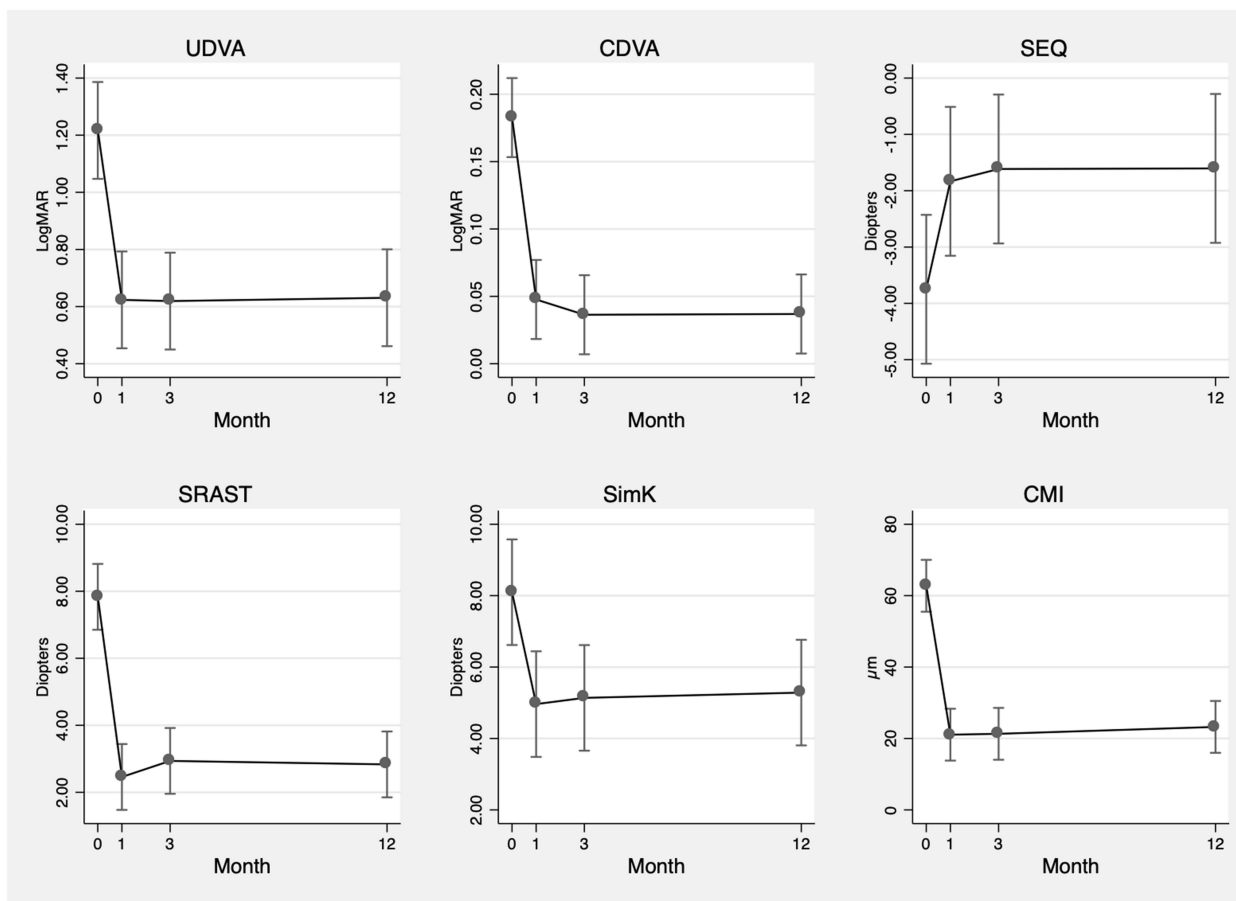 UDVA
1.40
1.20
1.00
0.80
0.60
0.40
LogMAR
0 1 3 12
Month
CDVA
0.20
0.15
0.10
0.05
0.00
LogMAR
0 1 3 12
Month
SEQ
0.00
-1.00
-2.00
-3.00
-4.00
-5.00
Diopters
0 1 3 12
Month
SRAST
10.00
8.00
6.00
4.00
2.00
Diopters
0 1 3 12
Month
SimK
10.00
8.00
6.00
4.00
2.00
Diopters
0 1 3 12
Month
CMI
80
60
40
20
0
µm
0 1 3 12
Month